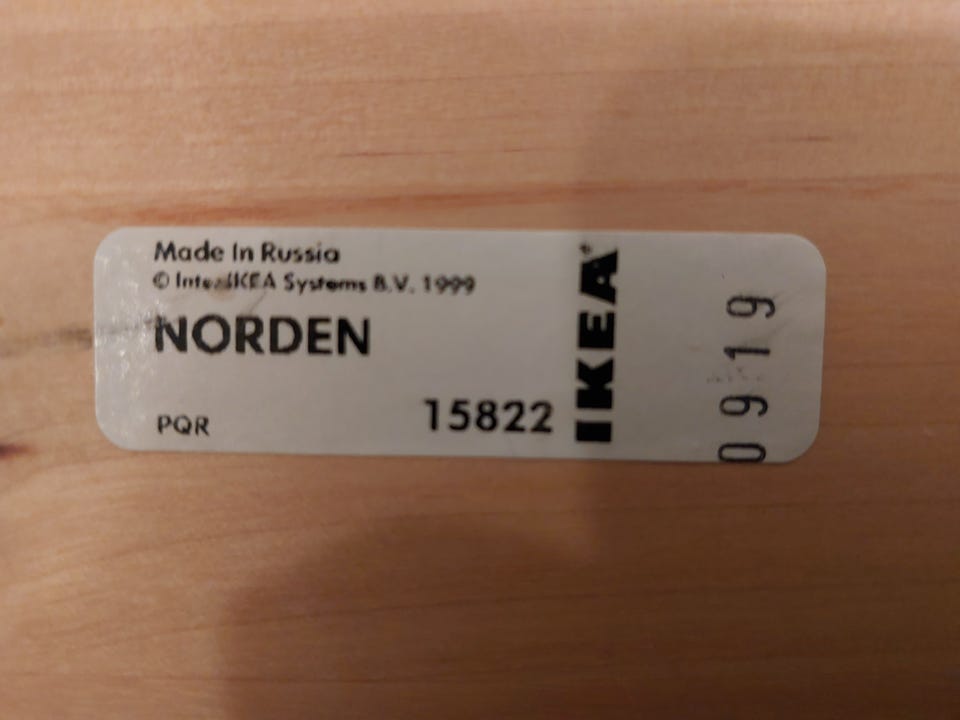 Made In Russia
© Inter IKEA Systems B.V. 1999
NORDEN
PQR
15822
IKEA®
0919